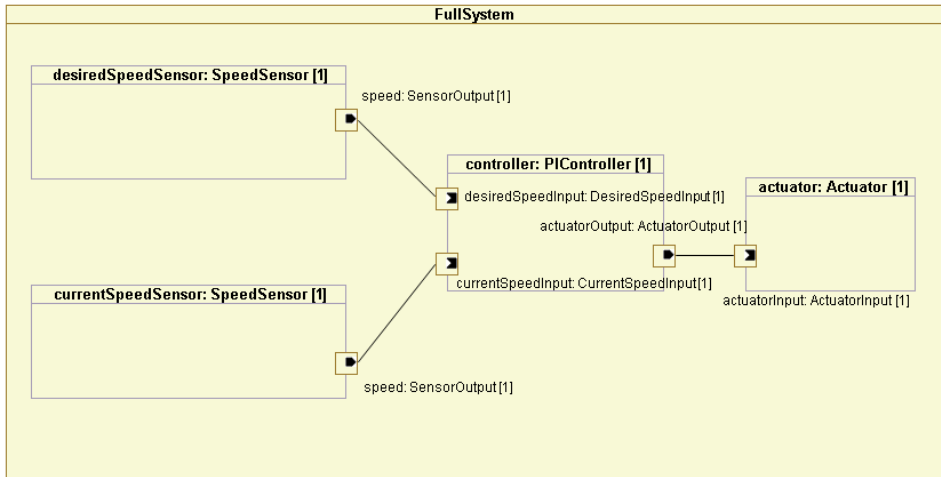 FullSystem
desiredSpeedSensor: SpeedSensor [1]
speed: SensorOutput [1]
controller: PIController [1]
desiredSpeedInput: DesiredSpeedInput [1]
actuatorOutput: ActuatorOutput [1]
currentSpeedInput: CurrentSpeedInput[1]
actuator: Actuator [1]
actuatorInput: ActuatorInput [1]
currentSpeedSensor: SpeedSensor [1]
speed: SensorOutput [1]